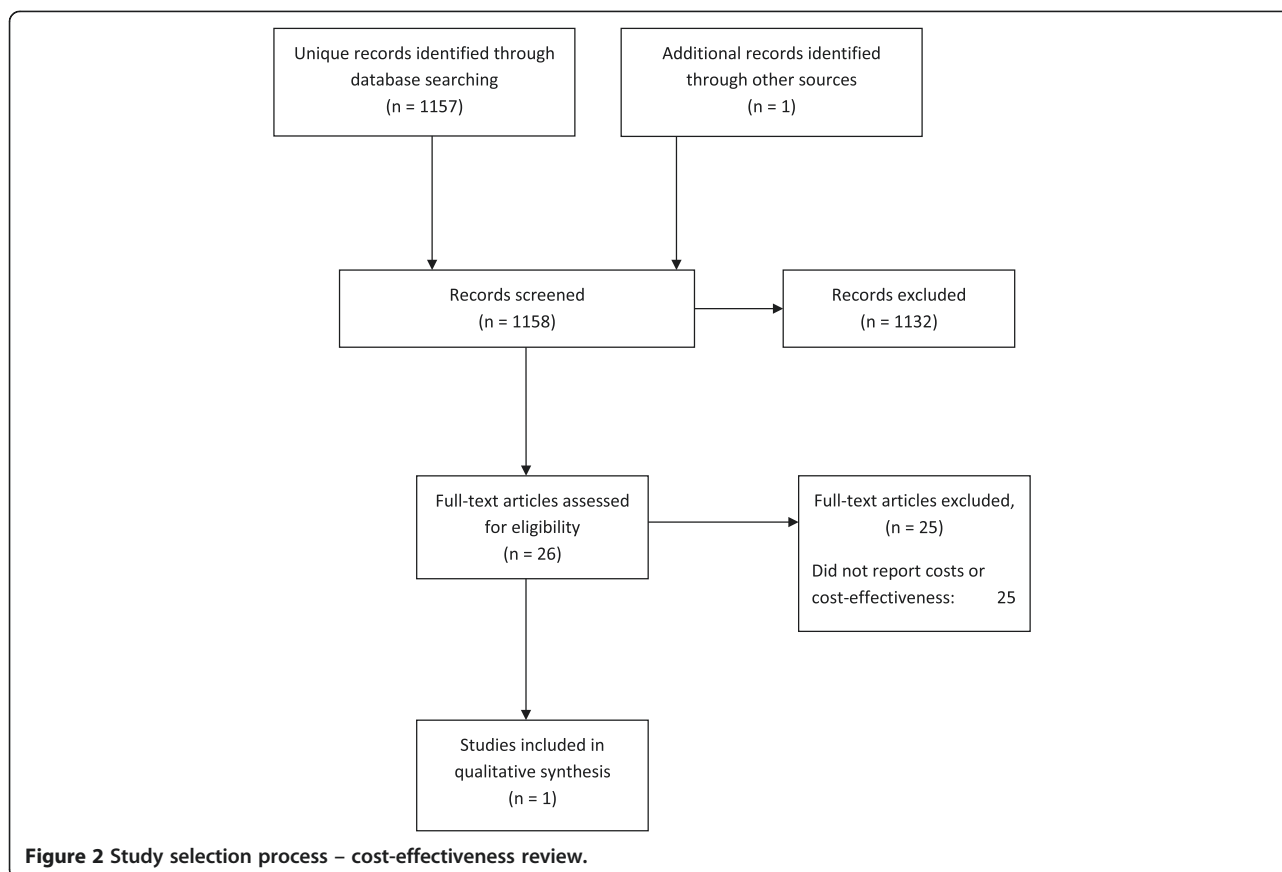 Unique records identified through
database searching
(n = 1157)
Additional records identified
through other sources
(n = 1)
Records screened
(n = 1158)
Records excluded
(n = 1132)
Full-text articles assessed
for eligibility
(n = 26)
Full-text articles excluded,
(n = 25)
Did not report costs or
cost-effectiveness: 25
Studies included in
qualitative synthesis
(n = 1)
Figure 2 Study selection process – cost-effectiveness review.